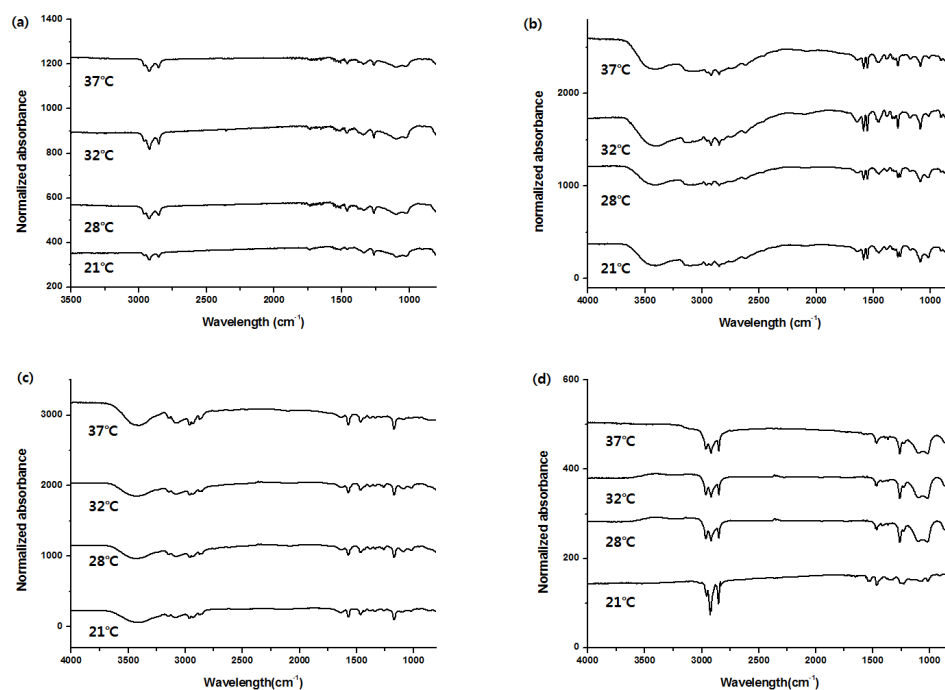 (a)
1400
1200
1000
800
600
400
200
37℃
32℃
28℃
21℃
3500 3000 2500 2000 1500 1000
Normalized absorbance
Wavelength (cm-1)
(b)
2000
1000
0
37℃
32℃
28℃
21℃
4000 3500 3000 2500 2000 1500 1000
normalized absorbance
Wavelength (cm-1)
(c)
3000
2000
1000
0
37℃
32℃
28℃
21℃
4000 3500 3000 2500 2000 1500 1000
Normalized absorbance
Wavelength(cm-1)
(d)
600
400
200
0
37℃
32℃
28℃
21℃
4000 3500 3000 2500 2000 1500 1000
Normalized absorbance
Wavelength(cm-1)